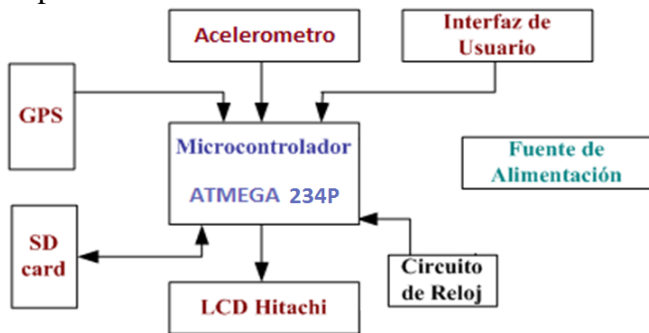 Acelerometro
Interfaz de
Usuario
GPS
Microcontrolador
ATMEGA 234P
Fuente de
Alimentación
SD
card
Circuito
de Reloj
LCD Hitachi